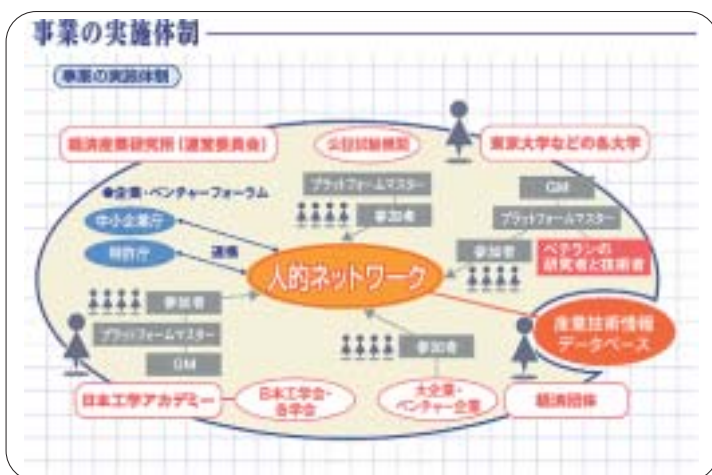 事業の実施体制
事業の実施体制
経済産業研究所(運営委員会)
公設試験機関
東京大学などの各大学
●企業・ベンチャーフォーラム
プラットフォームマスター
参加者
GM
プラットフォームマスター
中小企業庁
特許庁
連携
参加者
ベテランの
研究者と技術者
人的ネットワーク
参加者
プラットフォームマスター
GM
参加者
産業技術情報
データベース
日本工学アカデミー
日本工学会・
各学会
大企業・
ベンチャー企業
経済団体